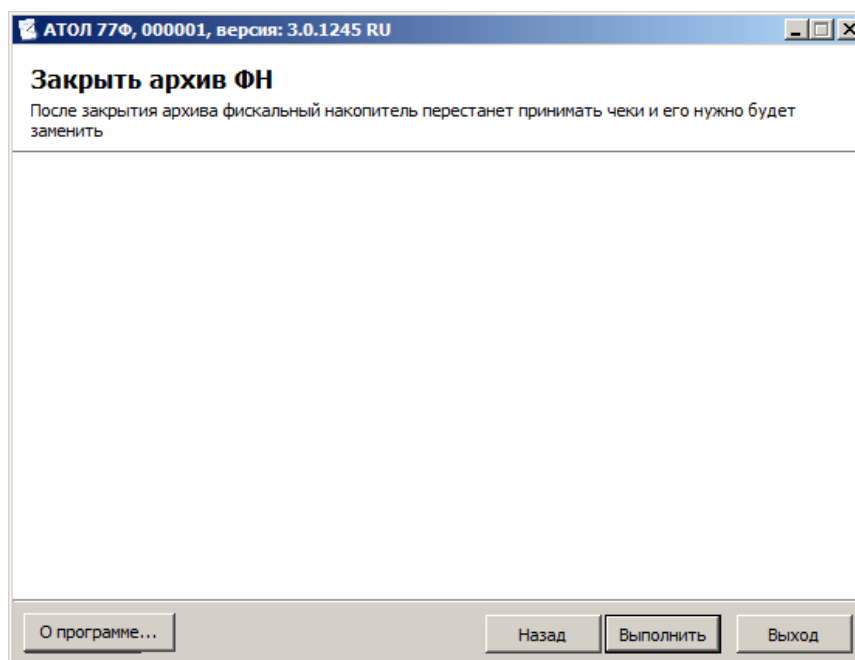 АТОЛ 77Ф, 000001, версия: 3.0.1245 RU
Закрыть архив ФН
После закрытия архива фискальный накопитель перестанет принимать чеки и его нужно будет
заменить
О программе...
Назад
Выполнить
Выход